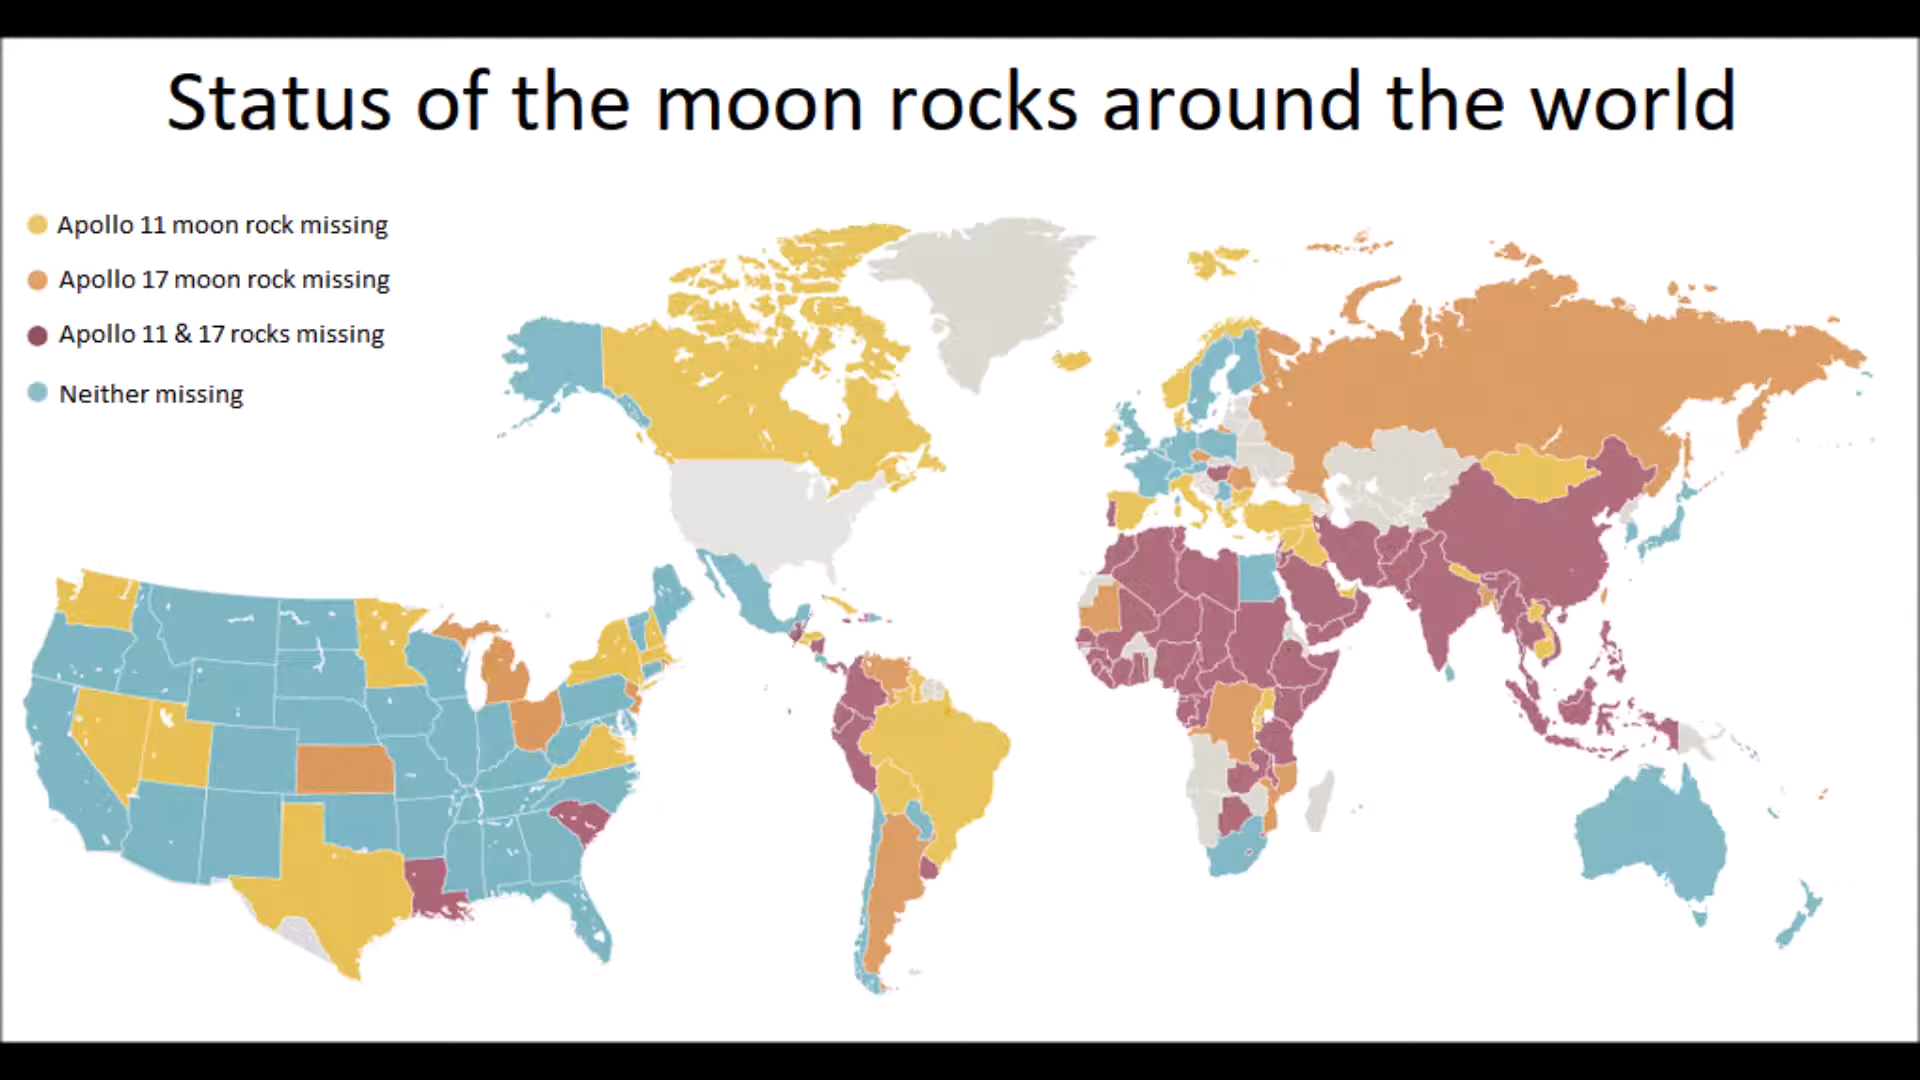 Status of the moon rocks around the world
Apollo 11 moon rock missing
Apollo 17 moon rock missing
Apollo 11 & 17 rocks missing
Neither missing